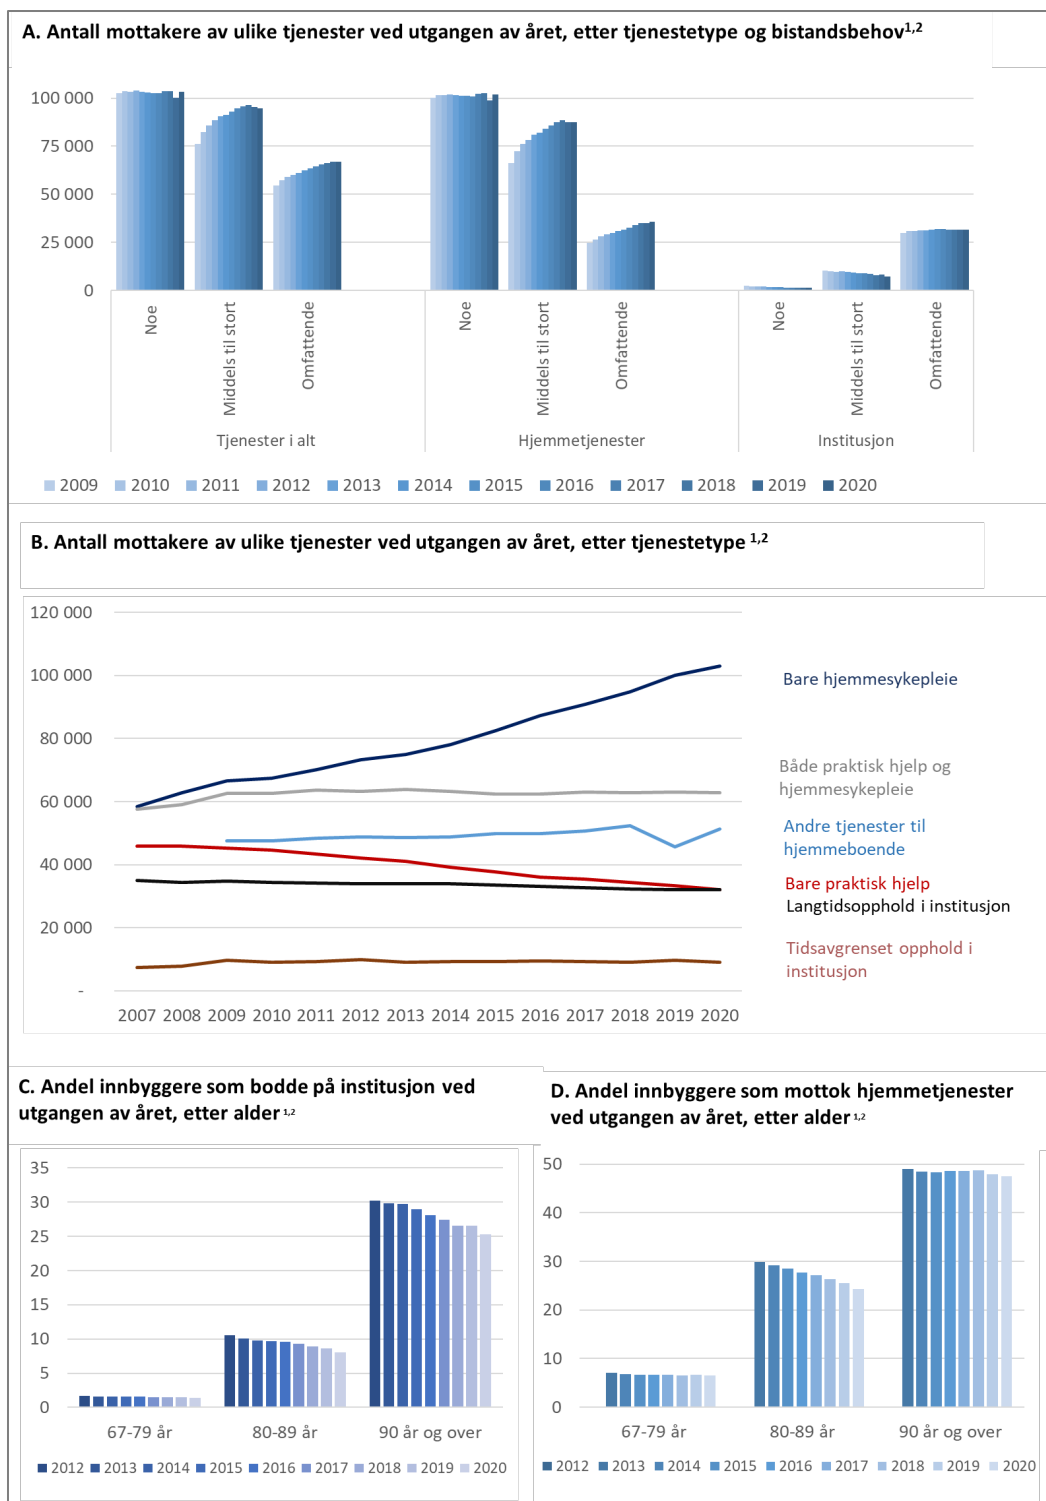 A. Antall mottakere av ulike tjenester ved utgangen av året, etter tjenestetype og bistandsbehov1,2
100 000
75 000
50 000
25 000
0
Noe
Middels til stort
Omfattende
Noe
Middels til stort
Omfattende
Noe
Middels til stort
Omfattende
Tjenester i alt
Hjemmetjenester
Institusjon
2009 2010 2011 2012 2013 2014 2015 2016 2017 2018 2019 2020
B. Antall mottakere av ulike tjenester ved utgangen av året, etter tjenestetype 1,2
120 000
100 000
80 000
60 000
40 000
20 000
-
Bare hjemmesykepleie
Både praktisk hjelp og
hjemmesykepleie
Andre tjenester til
hjemmeboende
Bare praktisk hjelp
Langtidsopphold i institusjon
Tidsavgrenset opphold i
institusjon
2007 2008 2009 2010 2011 2012 2013 2014 2015 2016 2017 2018 2019 2020
C. Andel innbyggere som bodde på institusjon ved
utgangen av året, etter alder 1,2
35
30
25
20
15
10
5
0
67-79 år
80-89 år
90 år og over
2012 2013 2014 2015 2016 2017 2018 2019 2020
D. Andel innbyggere som mottok hjemmetjenester
ved utgangen av året, etter alder 1,2
50
40
30
20
10
0
67-79 år
80-89 år
90 år og over
2012 2013 2014 2015 2016 2017 2018 2019 2020